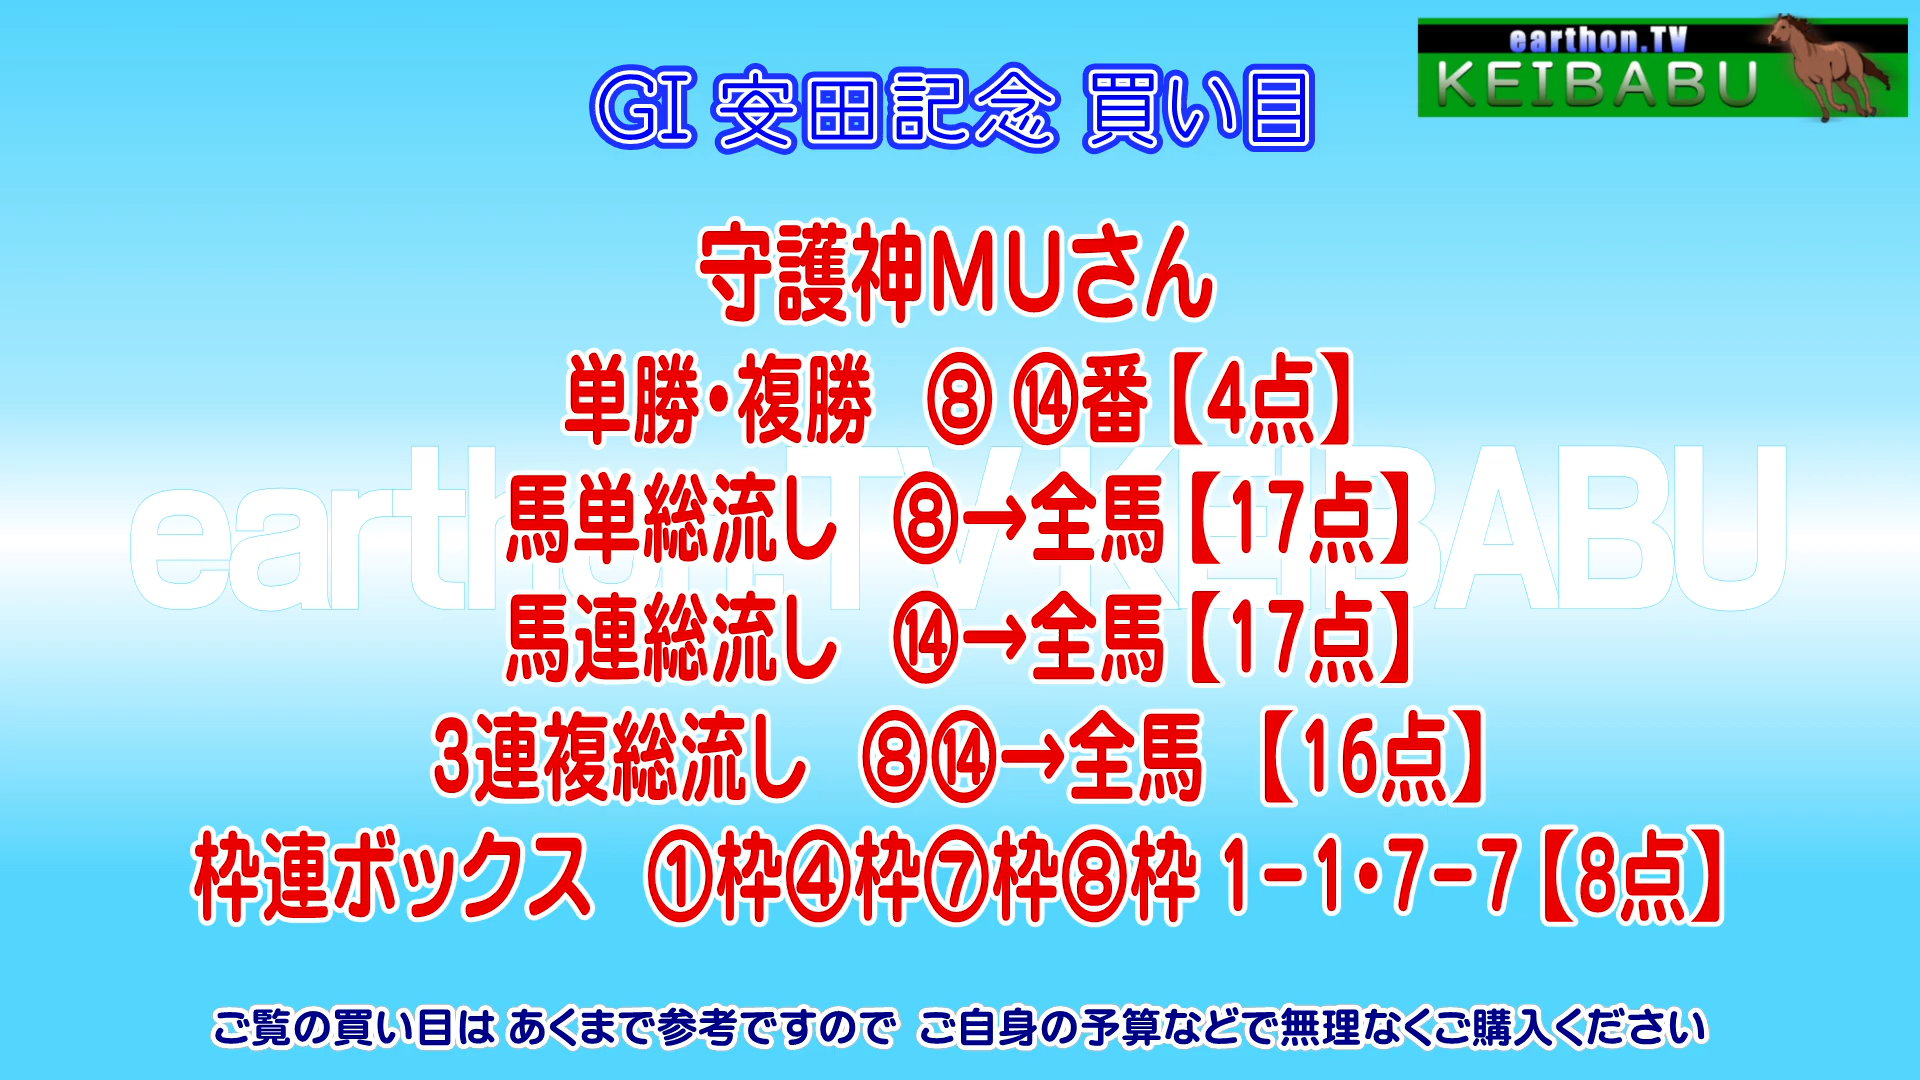 earthon.TV
KEIBABU
GI 安田記念 買い目
守護神MUさん
単勝・複勝 ⑧ ⑭番【4点】
earthon.TV KEIBABU
馬単総流し ⑧→全馬【17点】
馬連総流し ⑭→全馬【17点】
3連複総流し ⑧⑭→全馬 【16点】
枠連ボックス ①枠④枠⑦枠⑧枠 1－1・7－7【8点】
ご覧の買い目は あくまで参考ですので ご自身の予算などで無理なくご購入ください